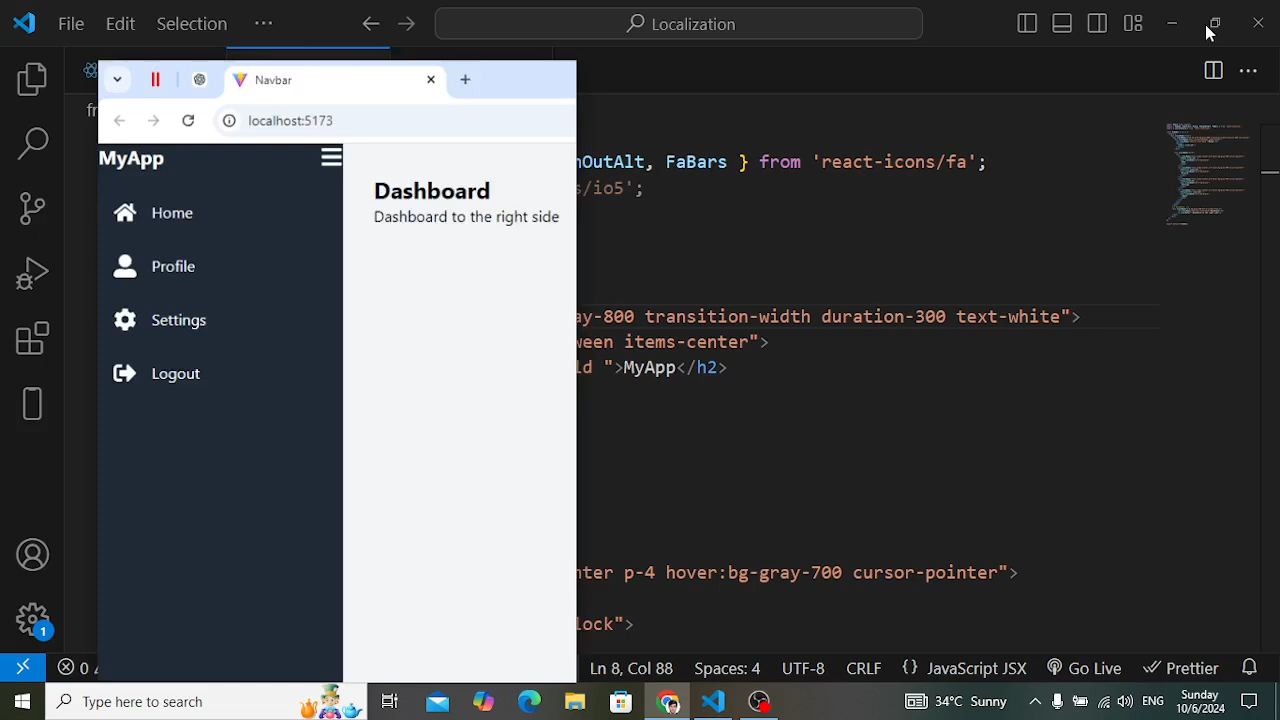 File Edit Selection ··· Localization
Navbar
localhost:5173
MyApp
Home
Profile
Settings
Logout
Dashboard
Dashboard to the right side
nOutAlt, FaBars } from 'react-icons/fa';
s/io5';
ay-800 transition-width duration-300 text-white">
ween items-center">
ld ">MyApp</h2>
nter p-4 hover:bg-gray-700 cursor-pointer">
lock">
1
0
Ln 8, Col 88 Spaces: 4 UTF-8 CRLF {} JavaScript JSX Go Live Prettier
Type here to search
34°C Sunny
ENG
Sunday
10/6/2024